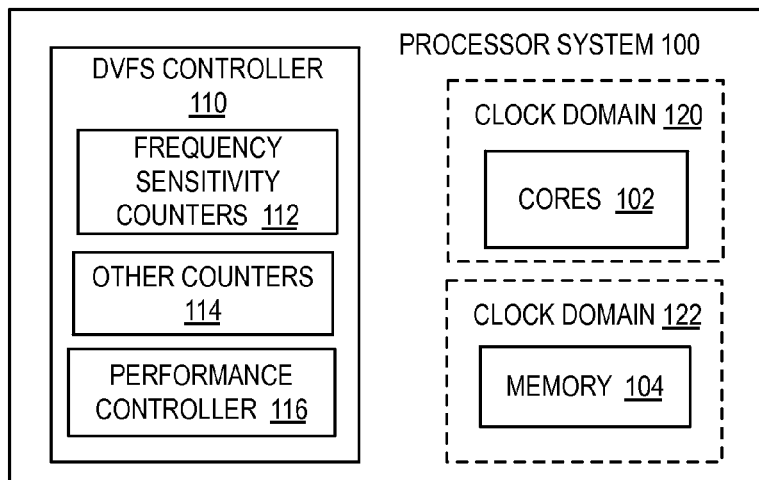 PROCESSOR SYSTEM 100
DVFS CONTROLLER
110
FREQUENCY
SENSITIVITY
COUNTERS 112
OTHER COUNTERS
114
PERFORMANCE
CONTROLLER 116
CLOCK DOMAIN 120
CORES 102
CLOCK DOMAIN 122
MEMORY 104